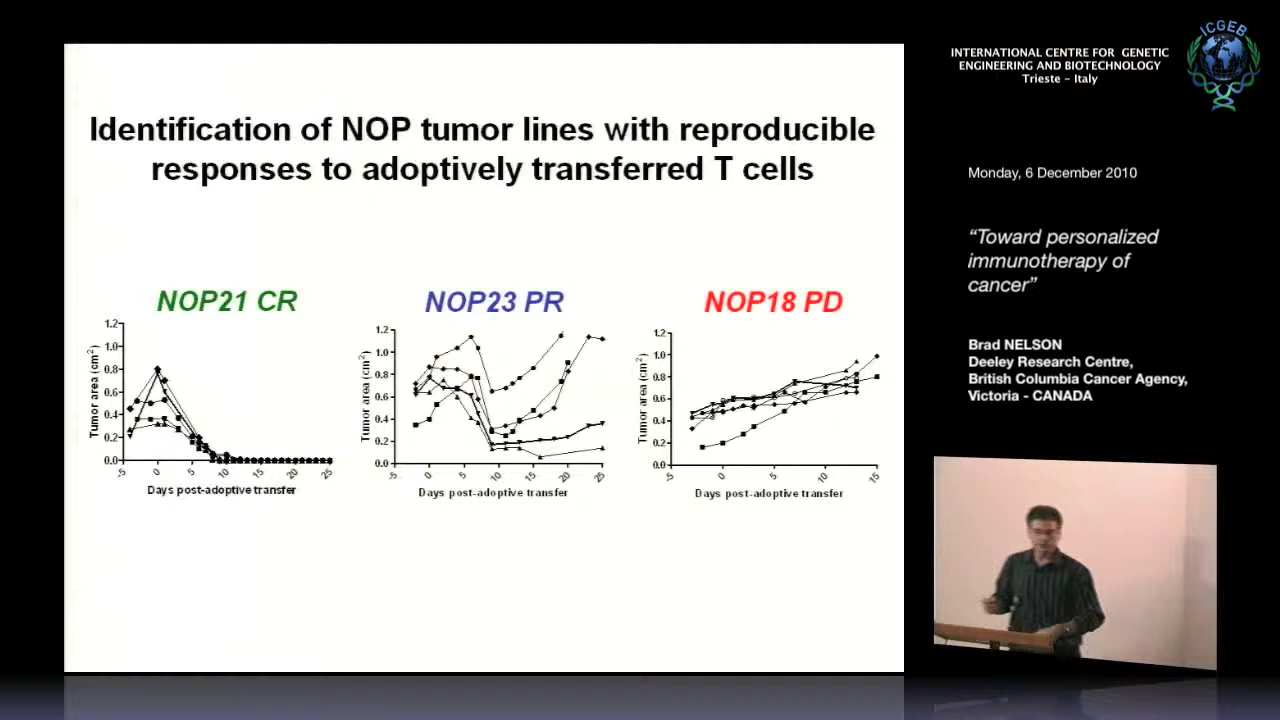 Identification of NOP tumor lines with reproducible
responses to adoptively transferred T cells
NOP21 CR
1.2
1.0
0.8
0.6
0.4
0.2
0.0
Tumor area (cm²)
-5
0
5
10
15
20
25
Days post-adoptive transfer
NOP23 PR
1.2
1.0
0.8
0.6
0.4
0.2
0.0
Tumor area (cm²)
-5
0
5
10
15
20
25
Days post-adoptive transfer
NOP18 PD
1.2
1.0
0.8
0.6
0.4
0.2
0.0
Tumor area (cm²)
-5
0
5
10
15
Days post-adoptive transfer
INTERNATIONAL CENTRE FOR GENETIC
ENGINEERING AND BIOTECHNOLOGY
Trieste – Italy
ICGEB
Monday, 6 December 2010
“Toward personalized
immunotherapy of
cancer”
Brad NELSON
Deeley Research Centre,
British Columbia Cancer Agency,
Victoria - CANADA